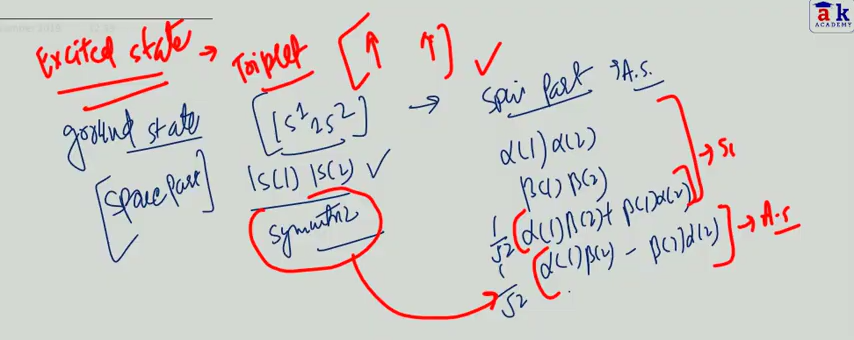 ak
ACADEMY
Excited state → Triplet [↑ ↑] ✓
ground state [1s¹ 2s²] → Spin Part → A.S.
[Space Part] 1s(1) 1s(2) ✓
Symmetric
α(1) α(2)
β(1) β(2) → S
1/√2 (α(1)β(2) + β(1)α(2))
1/√2 (α(1)β(2) − β(1)α(2)) → A.S